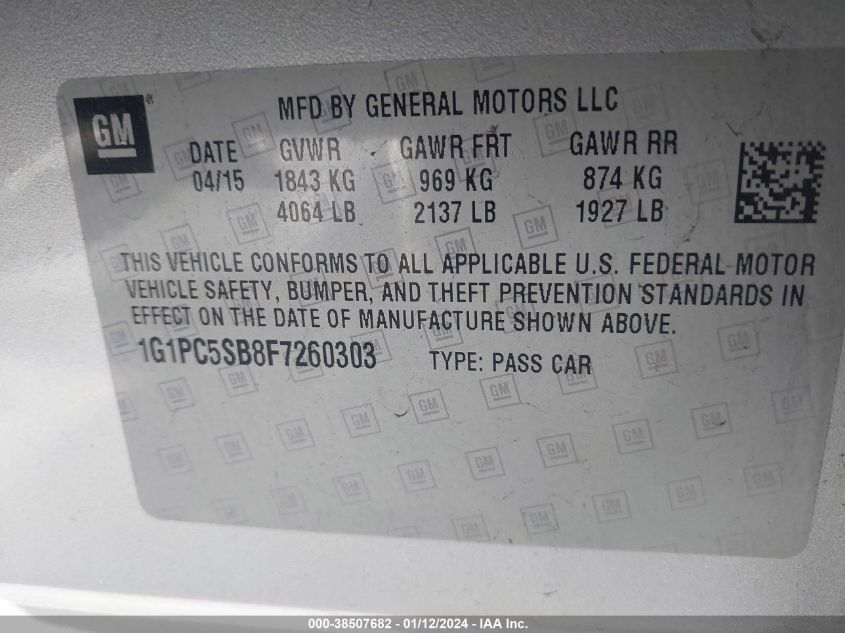 GM®
MFD BY GENERAL MOTORS LLC
DATE GVWR GAWR FRT GAWR RR
04/15 1843 KG 969 KG 874 KG
4064 LB 2137 LB 1927 LB
THIS VEHICLE CONFORMS TO ALL APPLICABLE U.S. FEDERAL MOTOR
VEHICLE SAFETY, BUMPER, AND THEFT PREVENTION STANDARDS IN
EFFECT ON THE DATE OF MANUFACTURE SHOWN ABOVE.
1G1PC5SB8F7260303 TYPE: PASS CAR
000-38507682 - 01/12/2024 - IAA Inc.